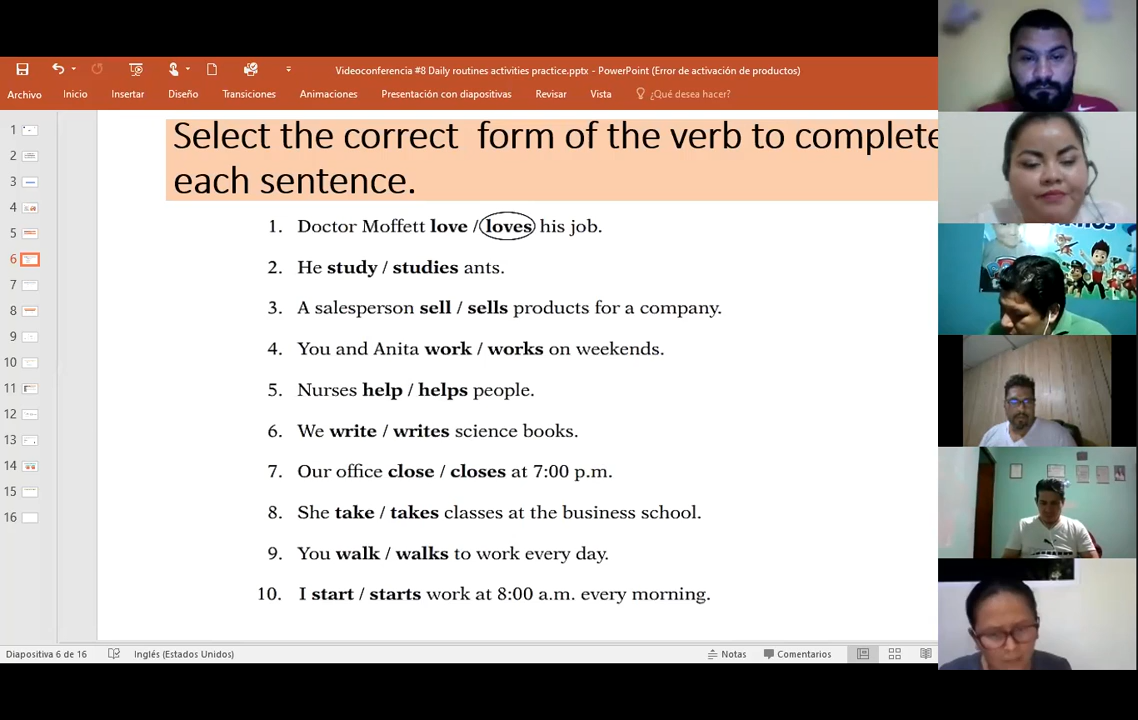 Videoconferencia #8 Daily routines activities practice.pptx - PowerPoint (Error de activación de productos)
Archivo Inicio Insertar Diseño Transiciones Animaciones Presentación con diapositivas Revisar Vista ¿Qué desea hacer?
Select the correct form of the verb to complete
each sentence.
1. Doctor Moffett love / loves his job.
2. He study / studies ants.
3. A salesperson sell / sells products for a company.
4. You and Anita work / works on weekends.
5. Nurses help / helps people.
6. We write / writes science books.
7. Our office close / closes at 7:00 p.m.
8. She take / takes classes at the business school.
9. You walk / walks to work every day.
10. I start / starts work at 8:00 a.m. every morning.
1
2
3
4
5
6
7
8
9
10
11
12
13
14
15
16
Diapositiva 6 de 16 Inglés (Estados Unidos) Notas Comentarios